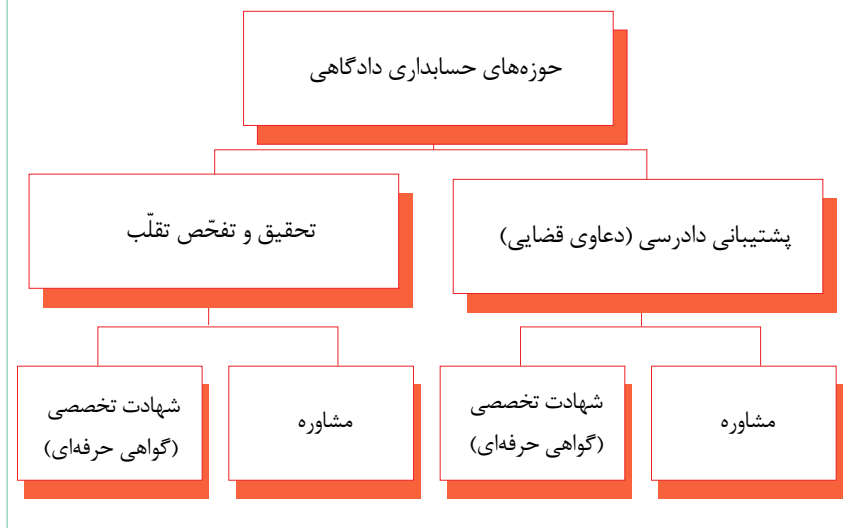 حوزه‌های حسابداری دادگاهی
پشتیبانی دادرسی (دعاوی قضایی)
تحقیق و تفحّص تقلّب
مشاوره
شهادت تخصصی
(گواهی حرفه‌ای)
مشاوره
شهادت تخصصی
(گواهی حرفه‌ای)